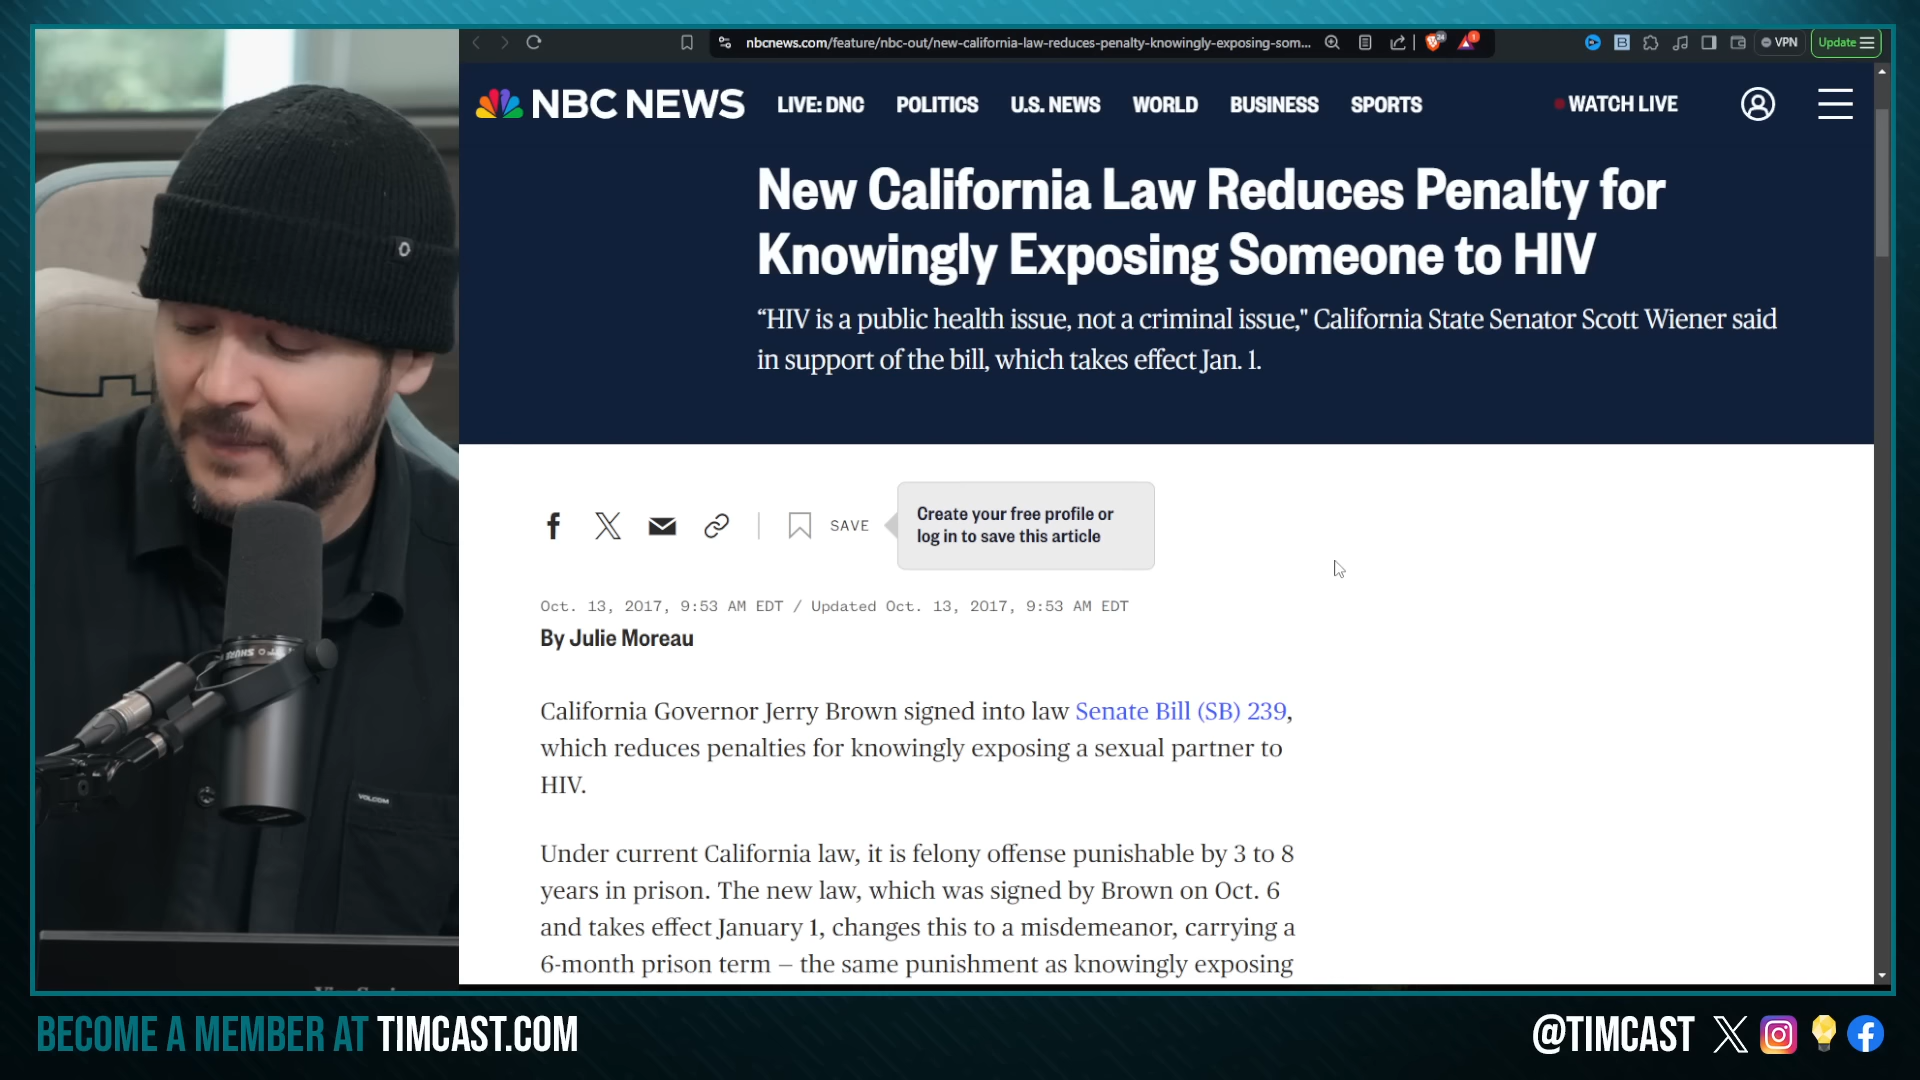 nbcnews.com/feature/nbc-out/new-california-law-reduces-penalty-knowingly-exposing-som...
VPN
Update
NBC NEWS
LIVE: DNC
POLITICS
U.S. NEWS
WORLD
BUSINESS
SPORTS
WATCH LIVE
New California Law Reduces Penalty for
Knowingly Exposing Someone to HIV
“HIV is a public health issue, not a criminal issue," California State Senator Scott Wiener said
in support of the bill, which takes effect Jan. 1.
SAVE
Create your free profile or
log in to save this article
Oct. 13, 2017, 9:53 AM EDT / Updated Oct. 13, 2017, 9:53 AM EDT
By Julie Moreau
California Governor Jerry Brown signed into law Senate Bill (SB) 239,
which reduces penalties for knowingly exposing a sexual partner to
HIV.
Under current California law, it is felony offense punishable by 3 to 8
years in prison. The new law, which was signed by Brown on Oct. 6
and takes effect January 1, changes this to a misdemeanor, carrying a
6-month prison term – the same punishment as knowingly exposing
SHURE
VOLCOM
BECOME A MEMBER AT TIMCAST.COM
@TIMCAST